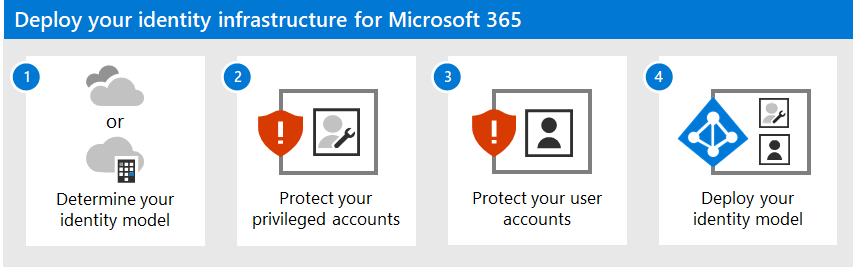 Deploy your identity infrastructure for Microsoft 365
1
or
Determine your
identity model
2
Protect your
privileged accounts
3
Protect your user
accounts
4
Deploy your
identity model